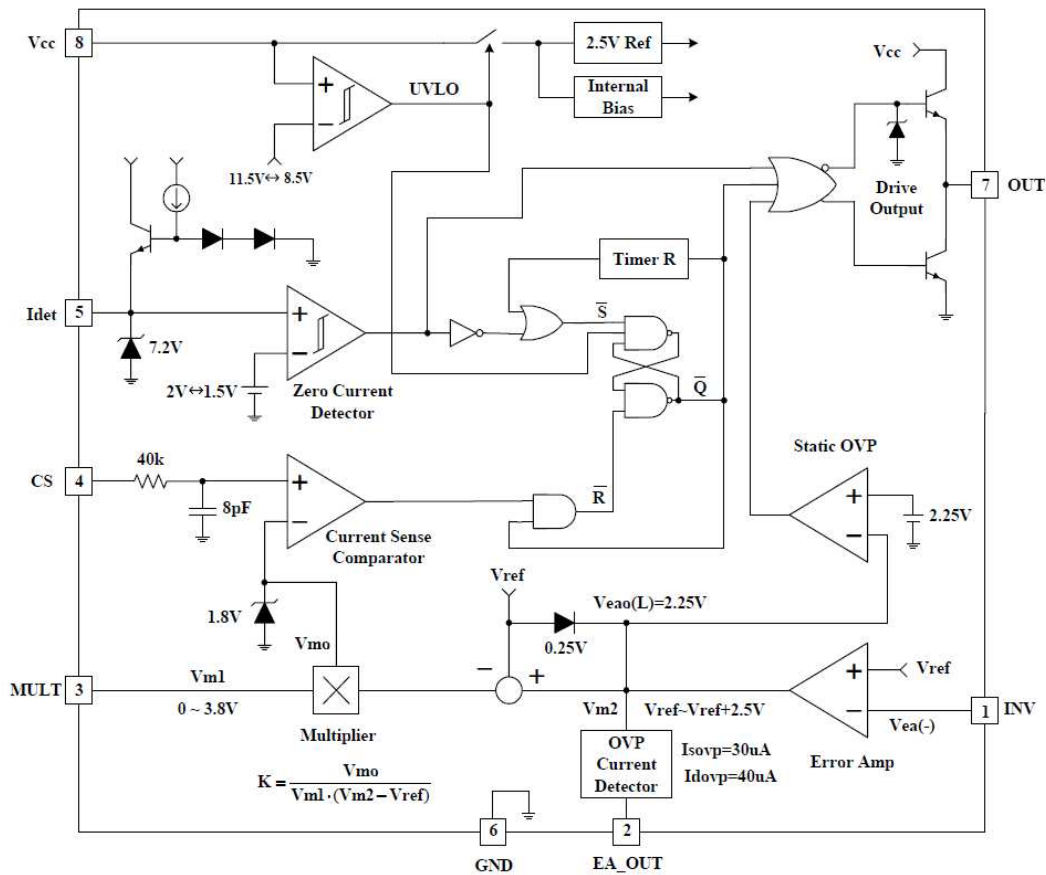 Vcc
8
2.5V Ref
Vcc
UVLO
Internal
Bias
11.5V↔8.5V
Drive
Output
7
OUT
Timer R
Idet
5
S̅
7.2V
2V↔1.5V
Zero Current
Detector
Q̅
Static OVP
40k
CS
4
8pF
R̅
2.25V
Current Sense
Comparator
Vref
1.8V
Veao(L)=2.25V
0.25V
Vmo
MULT
3
Vm1
0 ~ 3.8V
Multiplier
Vm2
Vref~Vref+2.5V
Vref
Vea(-)
1
INV
Error Amp
OVP
Current
Detector
Isovp=30uA
Idovp=40uA
K = Vmo / Vm1·(Vm2−Vref)
6
GND
2
EA_OUT